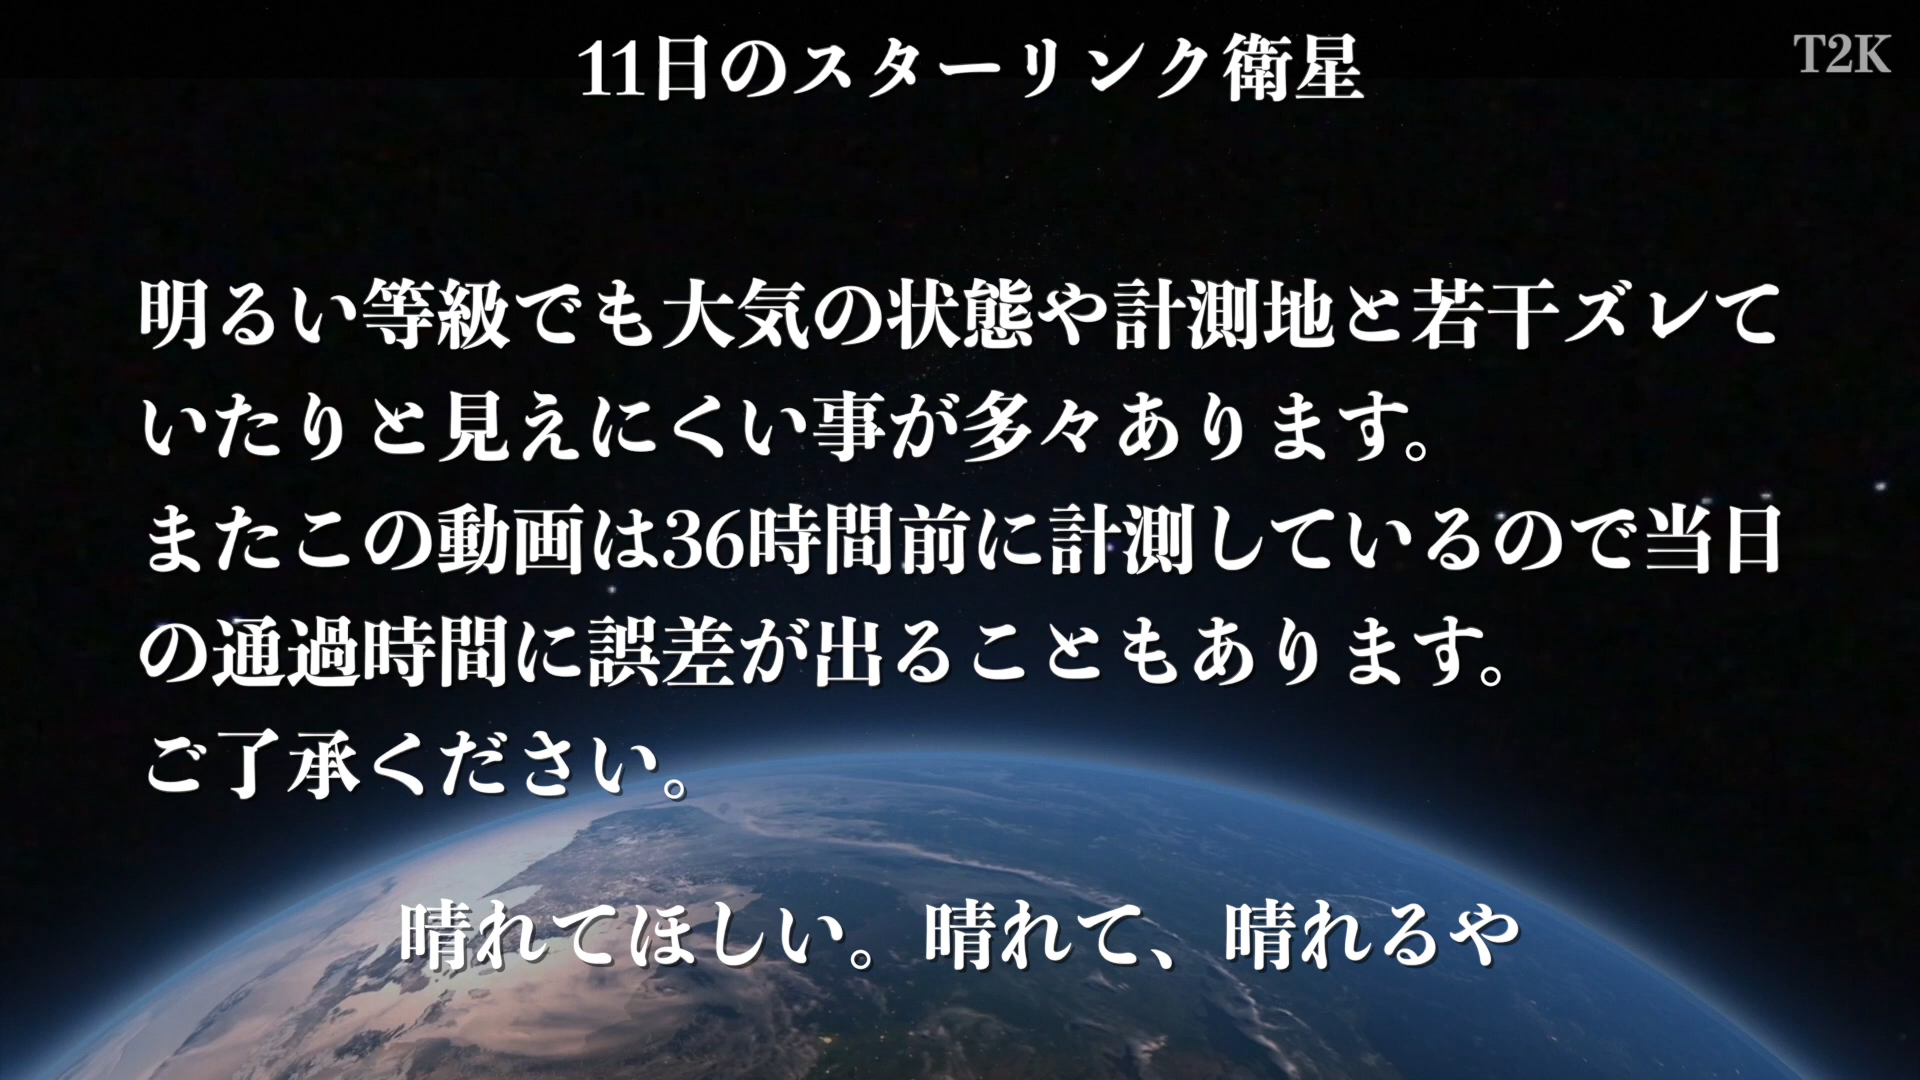 11日のスターリンク衛星
T2K
明るい等級でも大気の状態や計測地と若干ズレて
いたりと見えにくい事が多々あります。
またこの動画は36時間前に計測しているので当日
の通過時間に誤差が出ることもあります。
ご了承ください。
晴れてほしい。晴れて、晴れるや